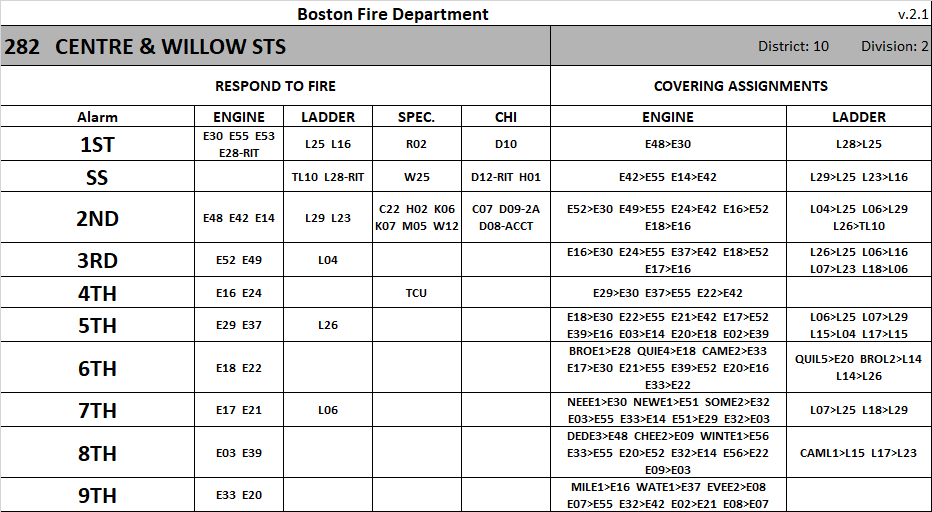 Boston Fire Department v.2.1
282 CENTRE & WILLOW STS District: 10 Division: 2
RESPOND TO FIRE COVERING ASSIGNMENTS
Alarm ENGINE LADDER SPEC. CHI ENGINE LADDER
1ST E30 E55 E53 E28-RIT L25 L16 R02 D10 E48>E30 L28>L25
SS TL10 L28-RIT W25 D12-RIT H01 E42>E55 E14>E42 L29>L25 L23>L16
2ND E48 E42 E14 L29 L23 C22 H02 K06 K07 M05 W12 C07 D09-2A D08-ACCT E52>E30 E49>E55 E24>E42 E16>E52 E18>E16 L04>L25 L06>L29 L26>TL10
3RD E52 E49 L04 E16>E30 E24>E55 E37>E42 E18>E52 E17>E16 L26>L25 L06>L16 L07>L23 L18>L06
4TH E16 E24 TCU E29>E30 E37>E55 E22>E42
5TH E29 E37 L26 E18>E30 E22>E55 E21>E42 E17>E52 E39>E16 E03>E14 E20>E18 E02>E39 L06>L25 L07>L29 L15>L04 L17>L15
6TH E18 E22 BROE1>E28 QUIE4>E18 CAME2>E33 E17>E30 E21>E55 E39>E52 E20>E16 E33>E22 QUIL5>E20 BROL2>L14 L14>L26
7TH E17 E21 L06 NEEE1>E30 NEWE1>E51 SOME2>E32 E03>E55 E33>E14 E51>E29 E32>E03 L07>L25 L18>L29
8TH E03 E39 DEDE3>E48 CHEE2>E09 WINTE1>E56 E33>E55 E20>E52 E32>E14 E56>E22 E09>E03 CAML1>L15 L17>L23
9TH E33 E20 MILE1>E16 WATE1>E37 EVEE2>E08 E07>E55 E32>E42 E02>E21 E08>E07